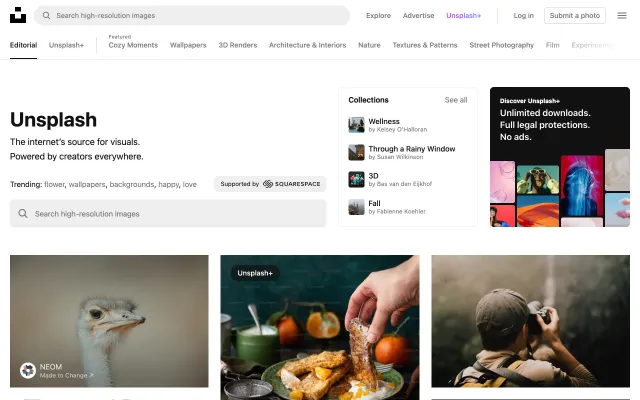 Search high-resolution images
Explore
Advertise
Unsplash+
Log in
Submit a photo
Editorial
Unsplash+
Featured
Cozy Moments
Wallpapers
3D Renders
Architecture & Interiors
Nature
Textures & Patterns
Street Photography
Film
Experimental
Unsplash
The internet's source for visuals.
Powered by creators everywhere.
Trending: flower, wallpapers, backgrounds, happy, love
Supported by SQUARESPACE
Search high-resolution images
Collections
See all
Wellness
by Kelsey O'Halloran
Through a Rainy Window
by Susan Wilkinson
3D
by Bas van den Eijkhof
Fall
by Fabienne Koehler
Discover Unsplash+
Unlimited downloads.
Full legal protections.
No ads.
NEOM
Made to Change ↗
Unsplash+